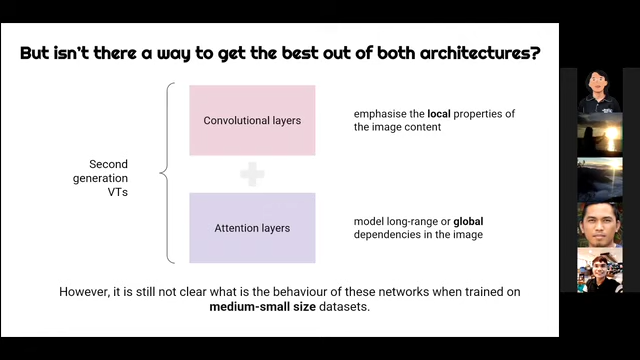 But isn't there a way to get the best out of both architectures?
Convolutional layers
emphasise the local properties of
the image content
Second
generation
VTs
Attention layers
model long-range or global
dependencies in the image
However, it is still not clear what is the behaviour of these networks when trained on
medium-small size datasets.